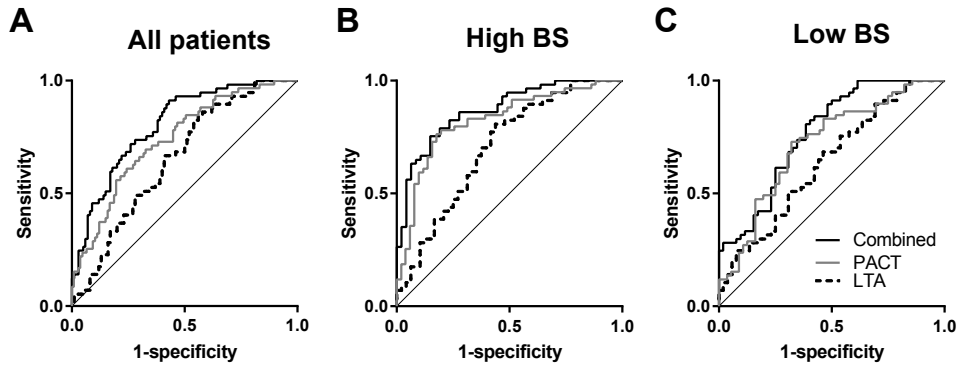 A
All patients
1.0
0.5
0.0
0.0
0.5
1.0
Sensitivity
1-specificity
B
High BS
1.0
0.5
0.0
0.0
0.5
1.0
Sensitivity
1-specificity
C
Low BS
1.0
0.5
0.0
0.0
0.5
1.0
Sensitivity
1-specificity
Combined
PACT
LTA